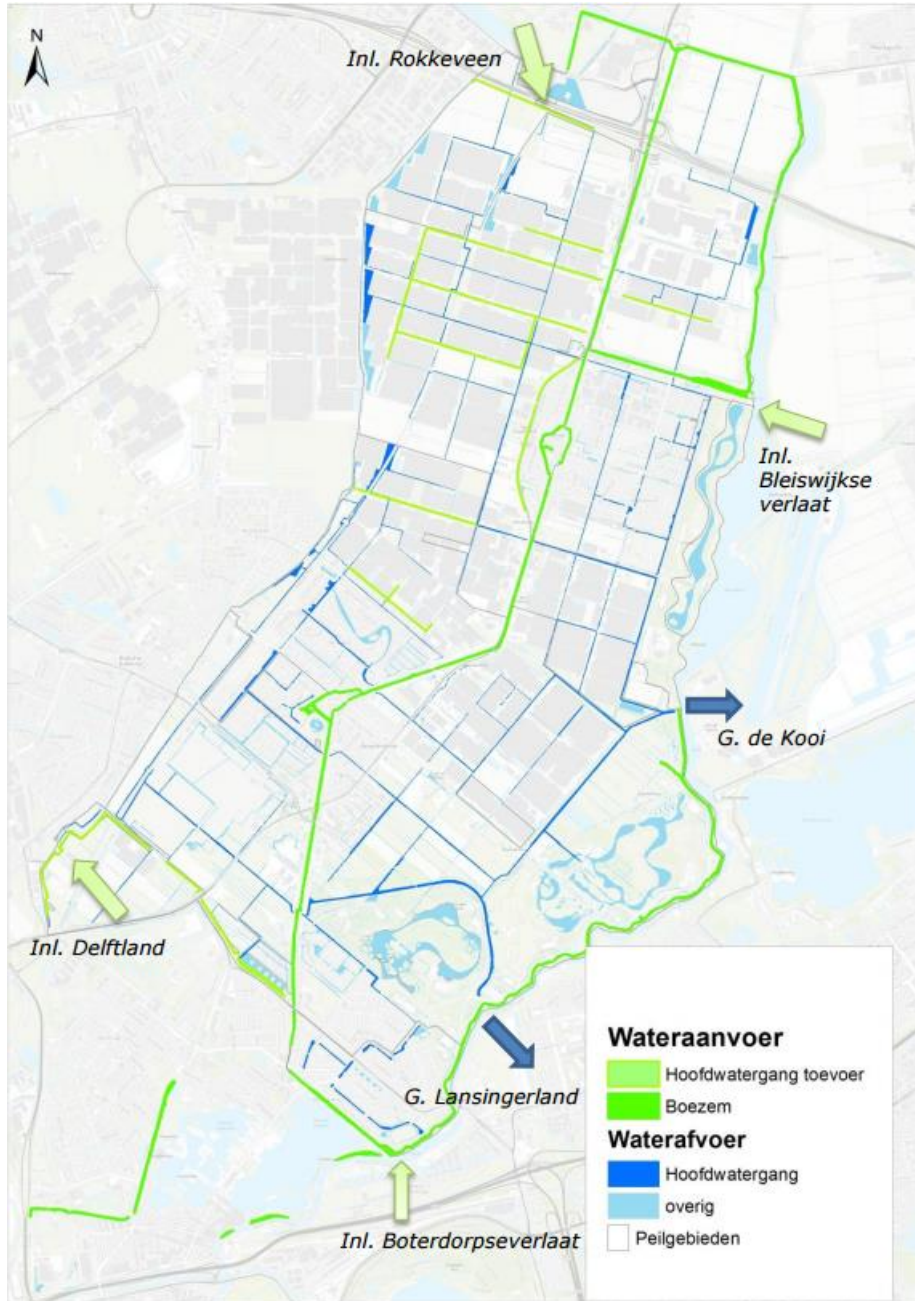 N
Inl. Rokkeveen
Inl.
Bleiswijkse
verlaat
G. de Kooi
Inl. Delftland
G. Lansingerland
Inl. Boterdorpseverlaat
Wateraanvoer
Hoofdwatergang toevoer
Boezem
Waterafvoer
Hoofdwatergang
overig
Peilgebieden